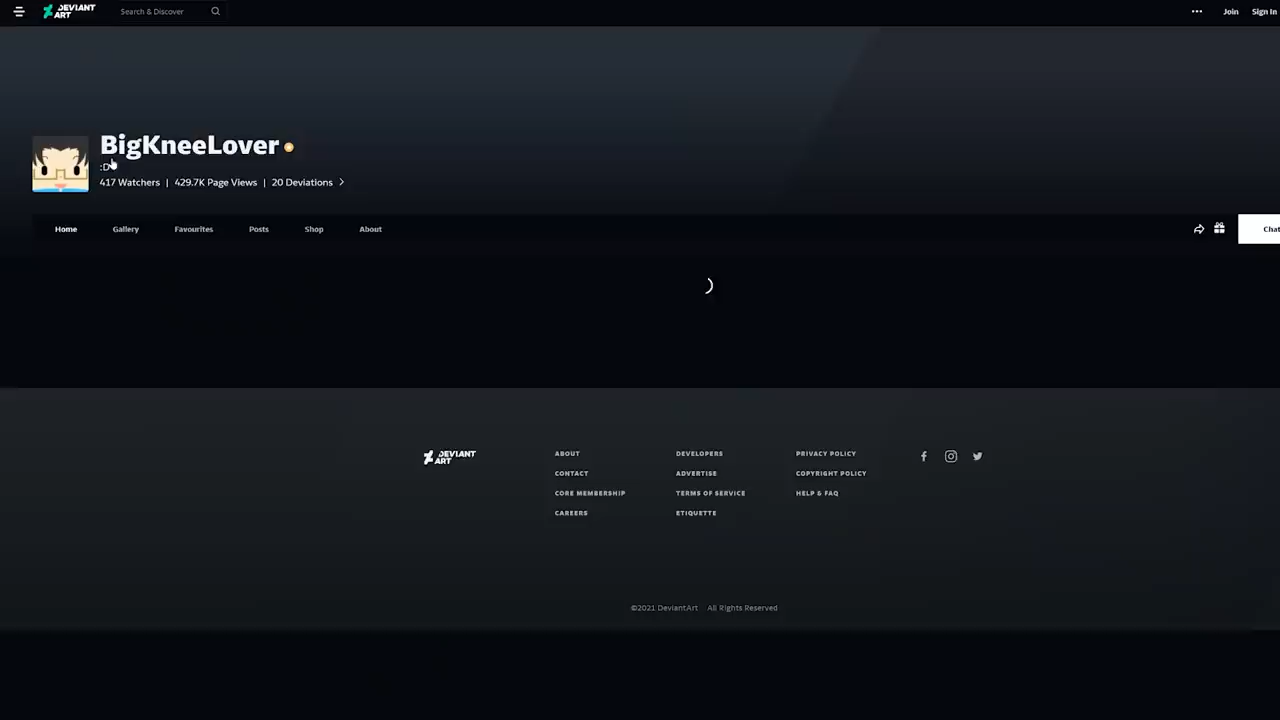 DEVIANT ART Search & Discover ••• Join Sign In
BigKneeLover
:D
417 Watchers | 429.7K Page Views | 20 Deviations >
Home Gallery Favourites Posts Shop About Chat
DEVIANT ART
ABOUT DEVELOPERS PRIVACY POLICY
CONTACT ADVERTISE COPYRIGHT POLICY
CORE MEMBERSHIP TERMS OF SERVICE HELP & FAQ
CAREERS ETIQUETTE
©2021 DeviantArt All Rights Reserved